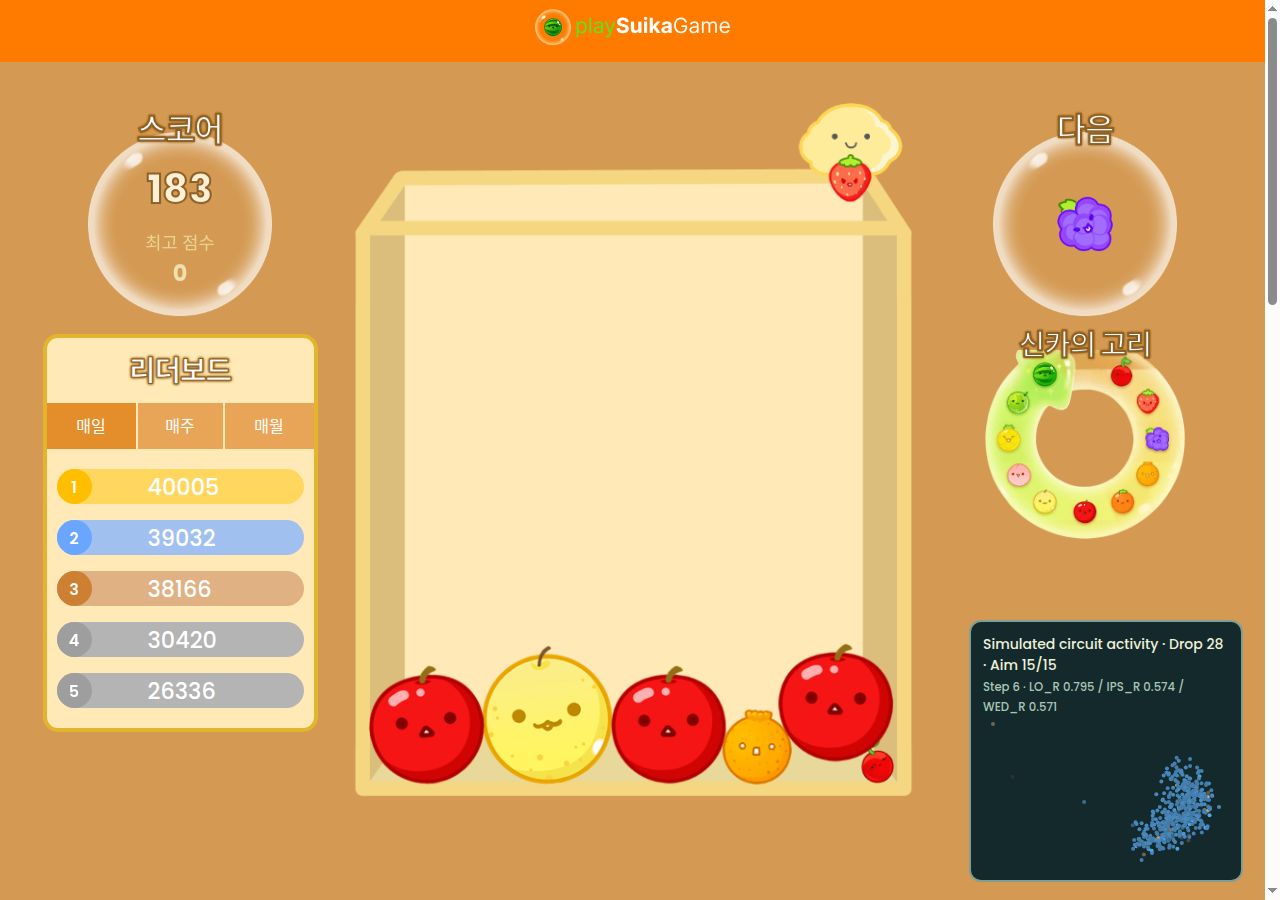 playSuikaGame
스코어
183
최고 점수
0
리더보드
매일 매주 매월
1 40005
2 39032
3 38166
4 30420
5 26336
다음
신카의 고리
Simulated circuit activity · Drop 28
· Aim 15/15
Step 6 · LO_R 0.795 / IPS_R 0.574 /
WED_R 0.571